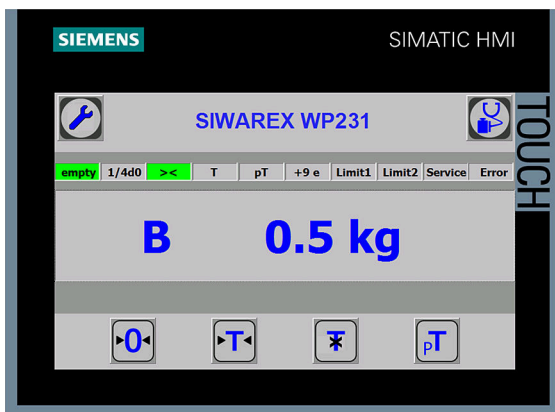 SIEMENS SIMATIC HMI
SIWAREX WP231
TOUCH
empty 1/4d0 >< T pT +9 e Limit1 Limit2 Service Error
B 0.5 kg
>0< >T< T pT